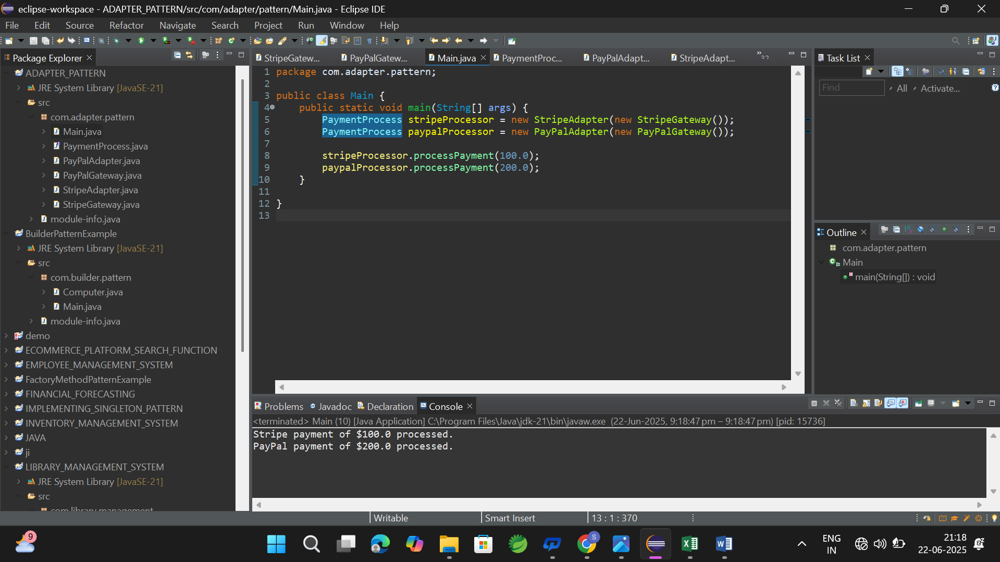 eclipse-workspace - ADAPTER_PATTERN/src/com/adapter/pattern/Main.java - Eclipse IDE
File Edit Source Refactor Navigate Search Project Run Window Help
Package Explorer
ADAPTER_PATTERN
JRE System Library [JavaSE-21]
src
com.adapter.pattern
Main.java
PaymentProcess.java
PayPalAdapter.java
PayPalGateway.java
StripeAdapter.java
StripeGateway.java
module-info.java
BuilderPatternExample
JRE System Library [JavaSE-21]
src
com.builder.pattern
Computer.java
Main.java
module-info.java
demo
ECOMMERCE_PLATFORM_SEARCH_FUNCTION
EMPLOYEE_MANAGEMENT_SYSTEM
FactoryMethodPatternExample
FINANCIAL_FORECASTING
IMPLEMENTING_SINGLETON_PATTERN
INVENTORY_MANAGEMENT_SYSTEM
JAVA
ji
LIBRARY_MANAGEMENT_SYSTEM
JRE System Library [JavaSE-21]
src
com.library.management
StripeGatew... PayPalGatew... Main.java PaymentProc... PayPalAdapt... StripeAdapt... »32
1 package com.adapter.pattern;
2
3 public class Main {
4 public static void main(String[] args) {
5 PaymentProcess stripeProcessor = new StripeAdapter(new StripeGateway());
6 PaymentProcess paypalProcessor = new PayPalAdapter(new PayPalGateway());
7
8 stripeProcessor.processPayment(100.0);
9 paypalProcessor.processPayment(200.0);
10 }
11
12 }
13
Task List
Find All Activate...
Outline
com.adapter.pattern
Main
main(String[]) : void
Problems Javadoc Declaration Console
<terminated> Main (10) [Java Application] C:\Program Files\Java\jdk-21\bin\javaw.exe (22-Jun-2025, 9:18:47 pm – 9:18:47 pm) [pid: 15736]
Stripe payment of $100.0 processed.
PayPal payment of $200.0 processed.
Writable Smart Insert 13 : 1 : 370
9
S
ENG
IN
21:18
22-06-2025